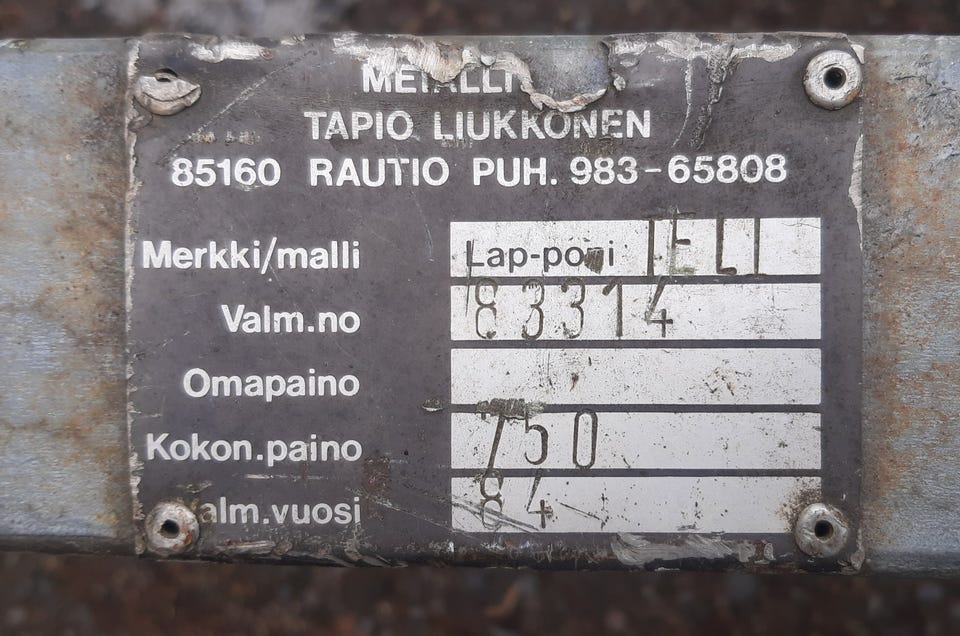 METALLI
TAPIO LIUKKONEN
85160 RAUTIO PUH. 983-65808
Merkki/malli Lap-poni TELI
Valm.no 83314
Omapaino
Kokon.paino 750
Valm.vuosi 84